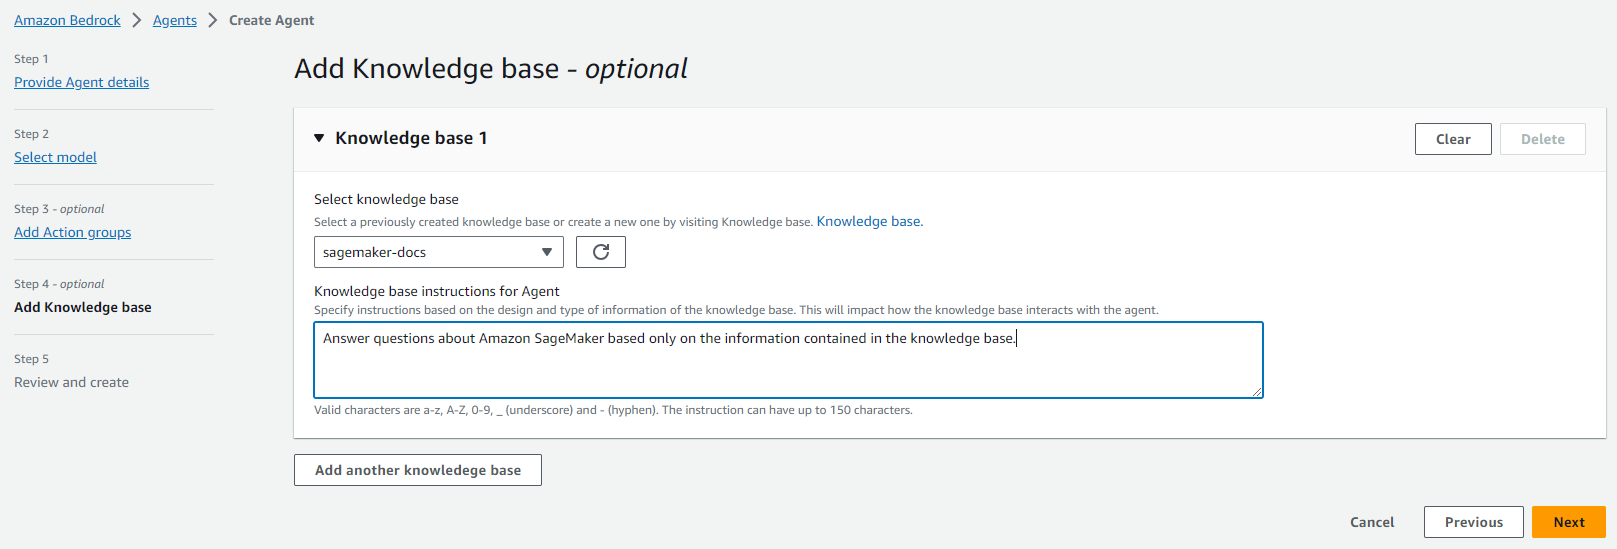 Amazon Bedrock > Agents > Create Agent
Step 1
Provide Agent details
Step 2
Select model
Step 3 - optional
Add Action groups
Step 4 - optional
Add Knowledge base
Step 5
Review and create
Add Knowledge base - optional
Knowledge base 1
Clear
Delete
Select knowledge base
Select a previously created knowledge base or create a new one by visiting Knowledge base. Knowledge base.
sagemaker-docs
Knowledge base instructions for Agent
Specify instructions based on the design and type of information of the knowledge base. This will impact how the knowledge base interacts with the agent.
Answer questions about Amazon SageMaker based only on the information contained in the knowledge base.
Valid characters are a-z, A-Z, 0-9, _ (underscore) and - (hyphen). The instruction can have up to 150 characters.
Add another knowledege base
Cancel
Previous
Next